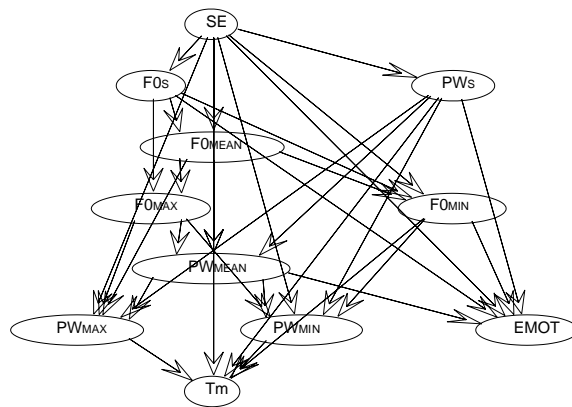 SE
F0S PWS
F0MEAN
F0MAX F0MIN
PWMEAN
PWMAX PWMIN EMOT
Tm